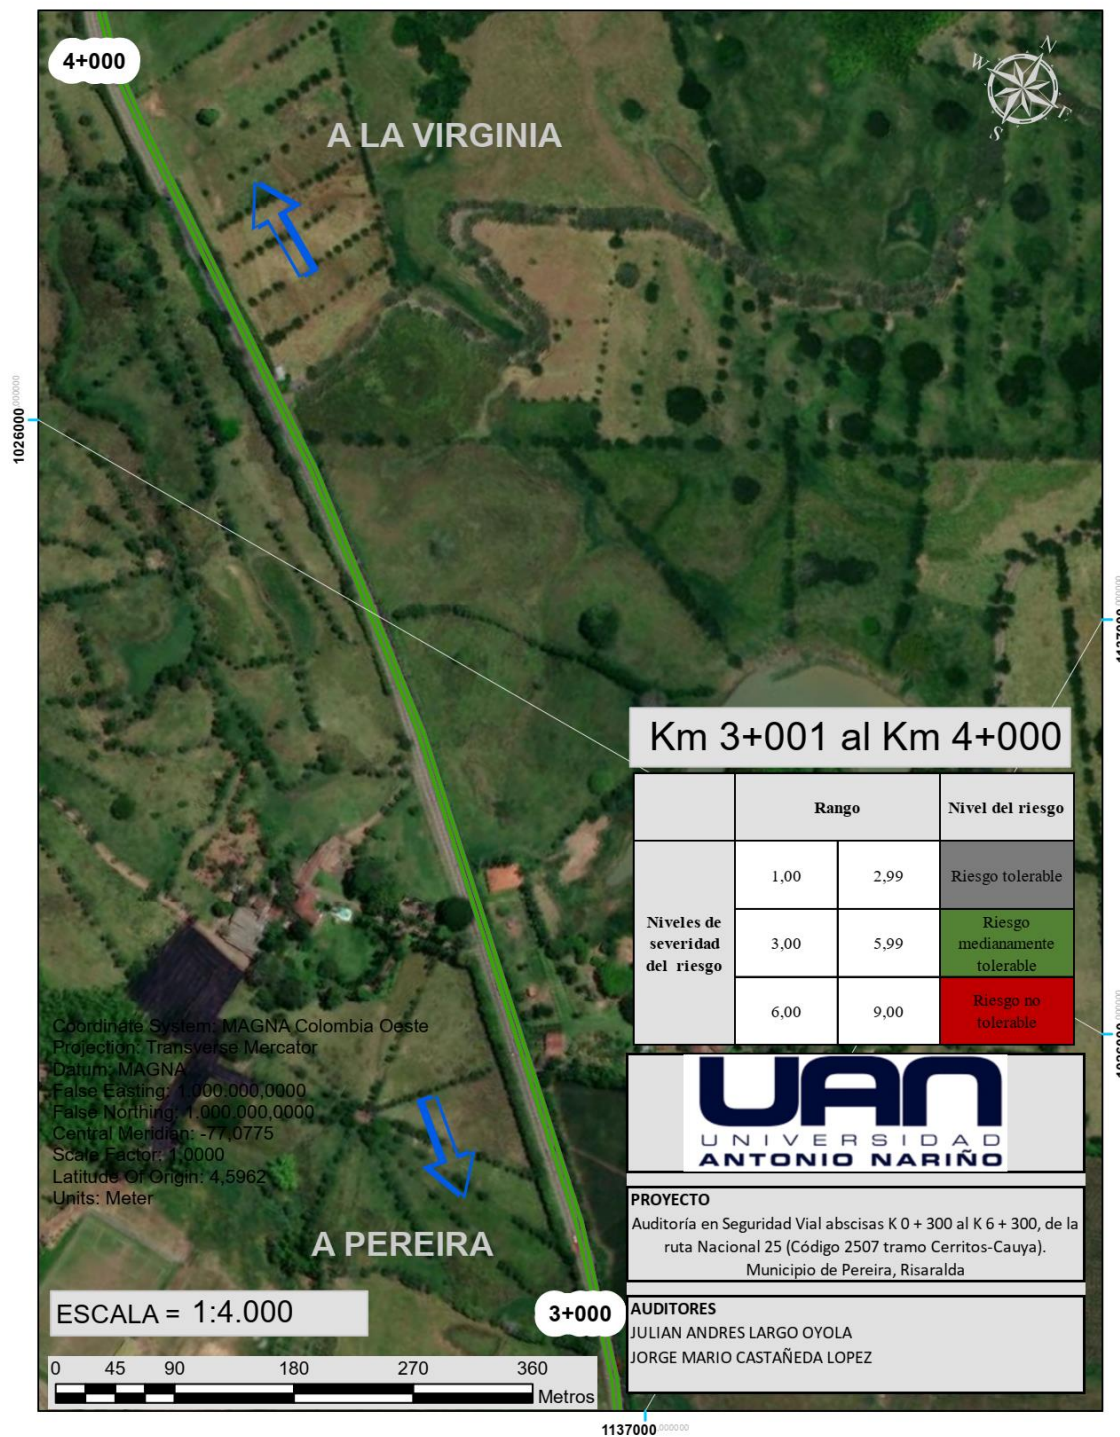 4+000
N
W
E
S
A LA VIRGINIA
1026000,000000
Km 3+001 al Km 4+000
Rango
Nivel del riesgo
Niveles de
severidad
del riesgo
1,00
2,99
Riesgo tolerable
3,00
5,99
Riesgo
medianamente
tolerable
6,00
9,00
Riesgo no
tolerable
Coordinate System: MAGNA Colombia Oeste
Projection: Transverse Mercator
Datum: MAGNA
False Easting: 1.000.000,0000
False Northing: 1.000.000,0000
Central Meridian: -77,0775
Scale Factor: 1,0000
Latitude Of Origin: 4,5962
Units: Meter
UAN
UNIVERSIDAD
ANTONIO NARIÑO
PROYECTO
Auditoría en Seguridad Vial abscisas K 0 + 300 al K 6 + 300, de la
ruta Nacional 25 (Código 2507 tramo Cerritos-Cauya).
Municipio de Pereira, Risaralda
A PEREIRA
ESCALA = 1:4.000
3+000
AUDITORES
JULIAN ANDRES LARGO OYOLA
JORGE MARIO CASTAÑEDA LOPEZ
0 45 90 180 270 360
Metros
1137000,000000